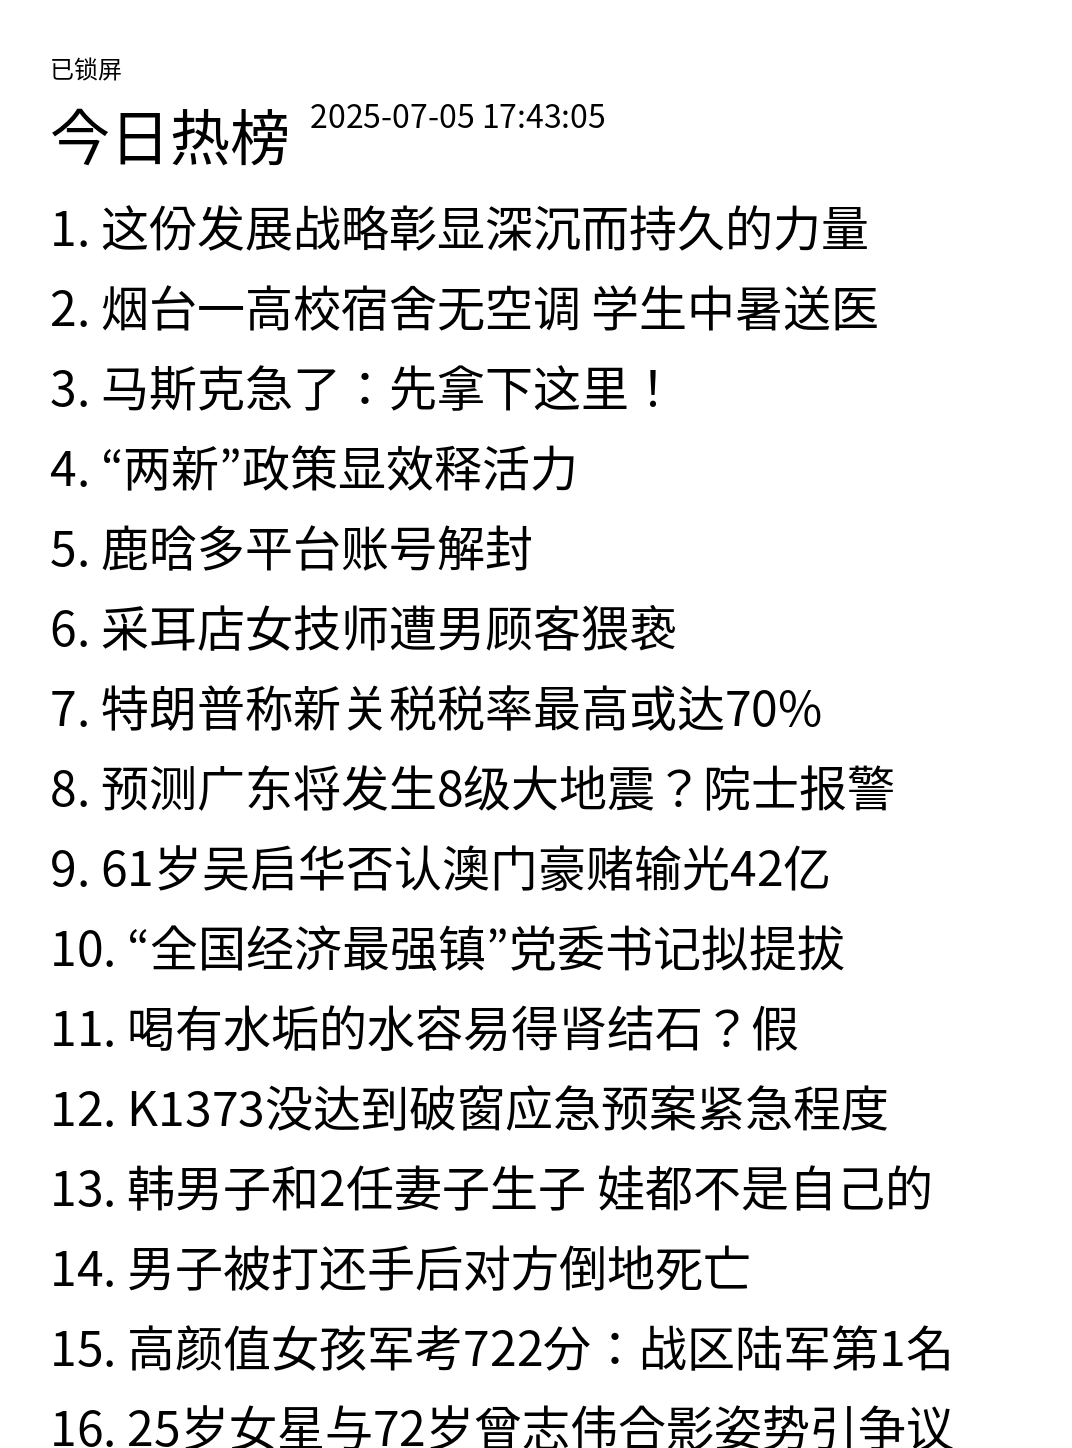 已锁屏
今日热榜 2025-07-05 17:43:05
1. 这份发展战略彰显深沉而持久的力量
2. 烟台一高校宿舍无空调 学生中暑送医
3. 马斯克急了：先拿下这里！
4. “两新”政策显效释活力
5. 鹿晗多平台账号解封
6. 采耳店女技师遭男顾客猥亵
7. 特朗普称新关税税率最高或达70%
8. 预测广东将发生8级大地震？院士报警
9. 61岁吴启华否认澳门豪赌输光42亿
10. “全国经济最强镇”党委书记拟提拔
11. 喝有水垢的水容易得肾结石？假
12. K1373没达到破窗应急预案紧急程度
13. 韩男子和2任妻子生子 娃都不是自己的
14. 男子被打还手后对方倒地死亡
15. 高颜值女孩军考722分：战区陆军第1名
16. 25岁女星与72岁曾志伟合影姿势引争议